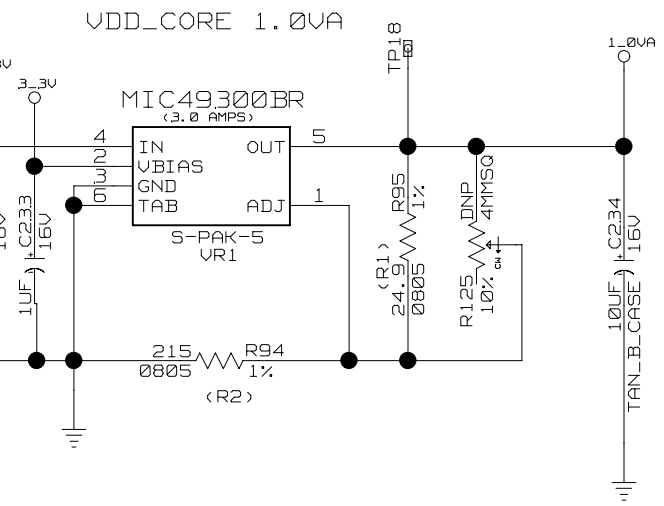 VDD_CORE 1.0VA
TP18
1_0VA
3_3V
MIC49300BR
(3.0 AMPS)
4
IN
OUT
5
2
VBIAS
3
GND
6
TAB
ADJ
1
S-PAK-5
VR1
C233
16V
1UF
R95
1%
(R1)
24.9
0805
DNP
4MMSQ
CW
R125
10%
C234
16V
10UF
TAN_B_CASE
215
R94
0805
1%
(R2)